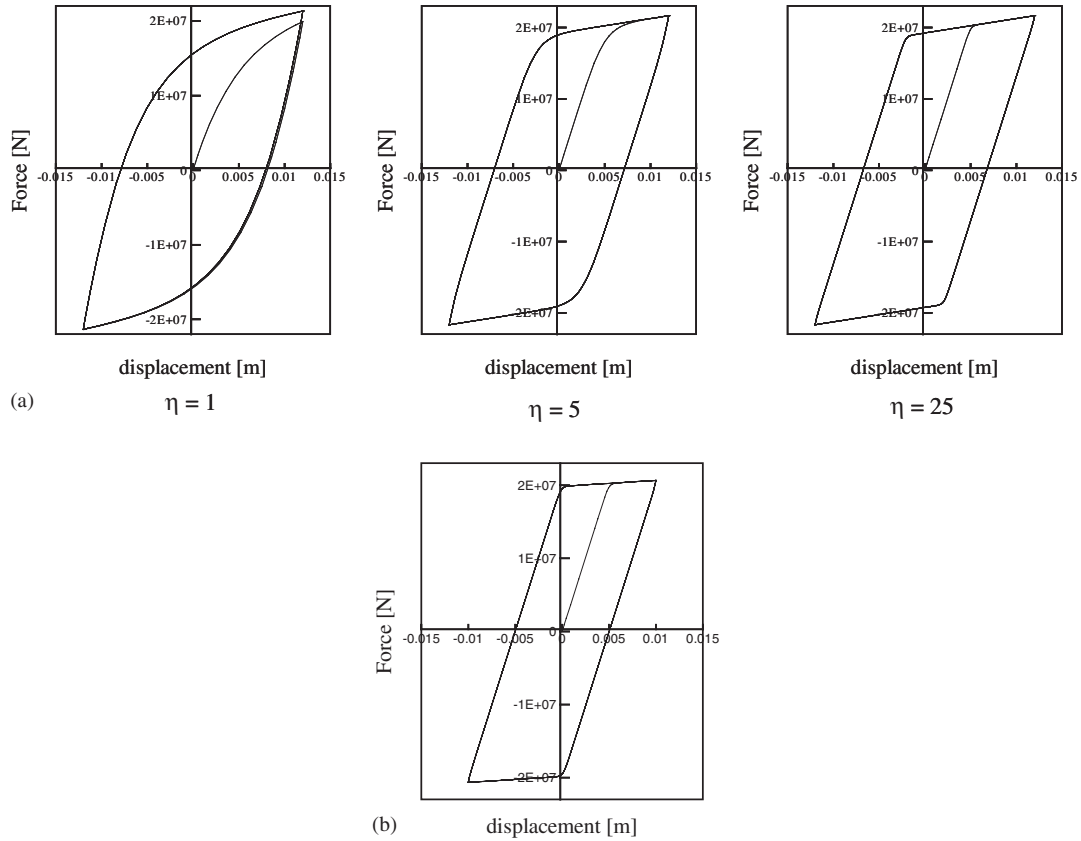 2E+07 2E+07 2E+07
1E+07 1E+07 1E+07
Force [N] Force [N] Force [N]
-0.015 -0.01 -0.005 0 0.005 0.01 0.015 -0.015 -0.01 -0.005 0 0.005 0.01 0.015 -0.015 -0.01 -0.005 0 0.005 0.01 0.015
-1E+07 -1E+07 -1E+07
-2E+07 -2E+07 -2E+07
displacement [m] displacement [m] displacement [m]
(a) η = 1 η = 5 η = 25
2E+07
1E+07
Force [N]
-0.015 -0.01 -0.005 0 0.005 0.01 0.015
-1E+07
-2E+07
(b) displacement [m]